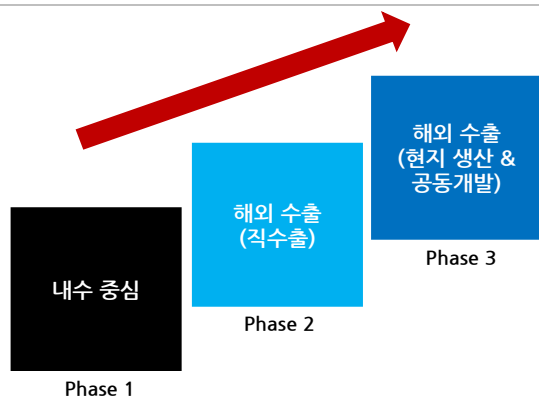 내수 중심
Phase 1
해외 수출
(직수출)
Phase 2
해외 수출
(현지 생산 &
공동개발)
Phase 3